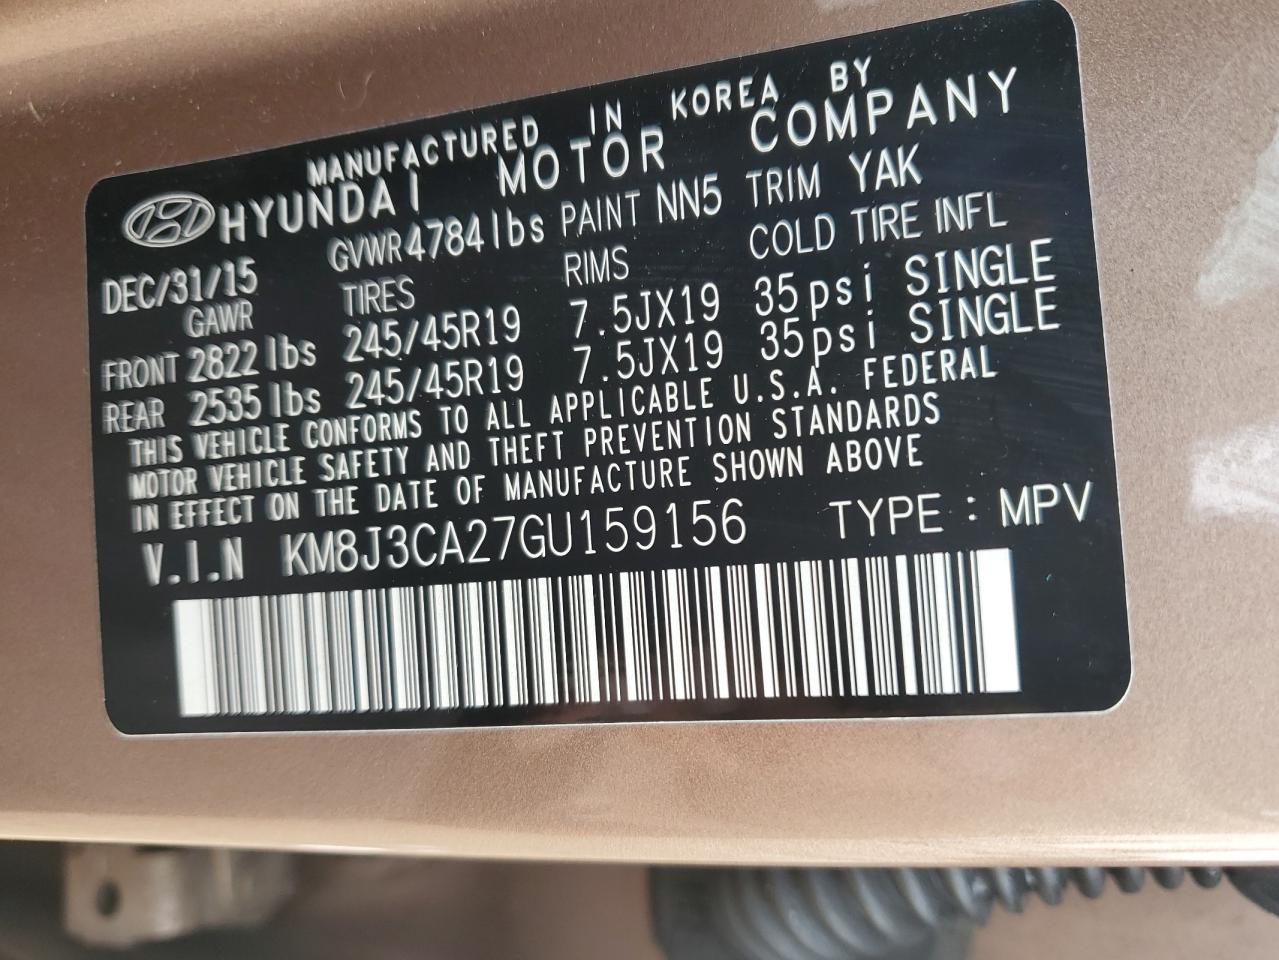 MANUFACTURED IN KOREA BY
HYUNDAI MOTOR COMPANY
DEC/31/15 GVWR 4784 lbs PAINT NN5 TRIM YAK
GAWR TIRES RIMS COLD TIRE INFL
FRONT 2822 lbs 245/45R19 7.5JX19 35psi SINGLE
REAR 2535 lbs 245/45R19 7.5JX19 35psi SINGLE
THIS VEHICLE CONFORMS TO ALL APPLICABLE U.S.A. FEDERAL
MOTOR VEHICLE SAFETY AND THEFT PREVENTION STANDARDS
IN EFFECT ON THE DATE OF MANUFACTURE SHOWN ABOVE
V.I.N KM8J3CA27GU159156 TYPE : MPV